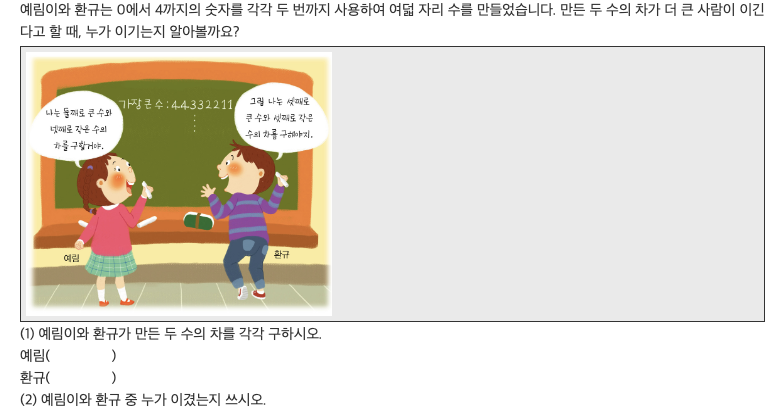 예림이와 환규는 0에서 4까지의 숫자를 각각 두 번까지 사용하여 여덟 자리 수를 만들었습니다. 만든 두 수의 차가 더 큰 사람이 이긴
다고 할 때, 누가 이기는지 알아볼까요?
가장 큰 수 : 44332211
나는 둘째로 큰 수와
넷째로 작은 수의
차를 구할거야.
그럼 나는 셋째로
큰 수와 셋째로 작은
수의 차를 구해야지.
예림
환규
(1) 예림이와 환규가 만든 두 수의 차를 각각 구하시오.
예림( )
환규( )
(2) 예림이와 환규 중 누가 이겼는지 쓰시오.